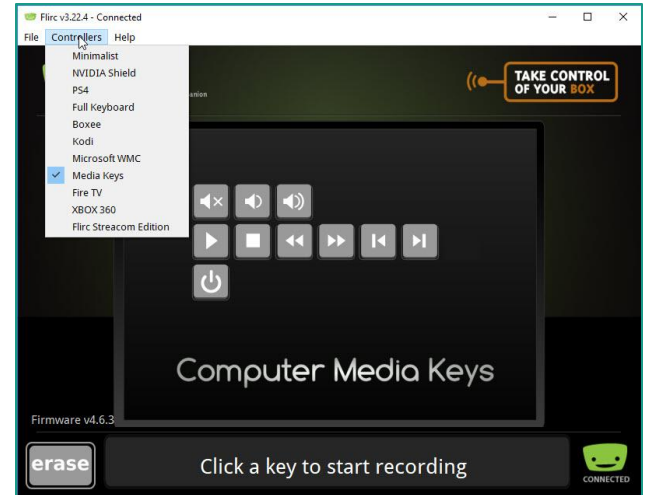 Flirc v3.22.4 - Connected
File Controllers Help
Minimalist
NVIDIA Shield
PS4
Full Keyboard
Boxee
Kodi
Microsoft WMC
Media Keys
Fire TV
XBOX 360
Flirc Streacom Edition
TAKE CONTROL
OF YOUR BOX
Computer Media Keys
Firmware v4.6.3
erase
Click a key to start recording
CONNECTED